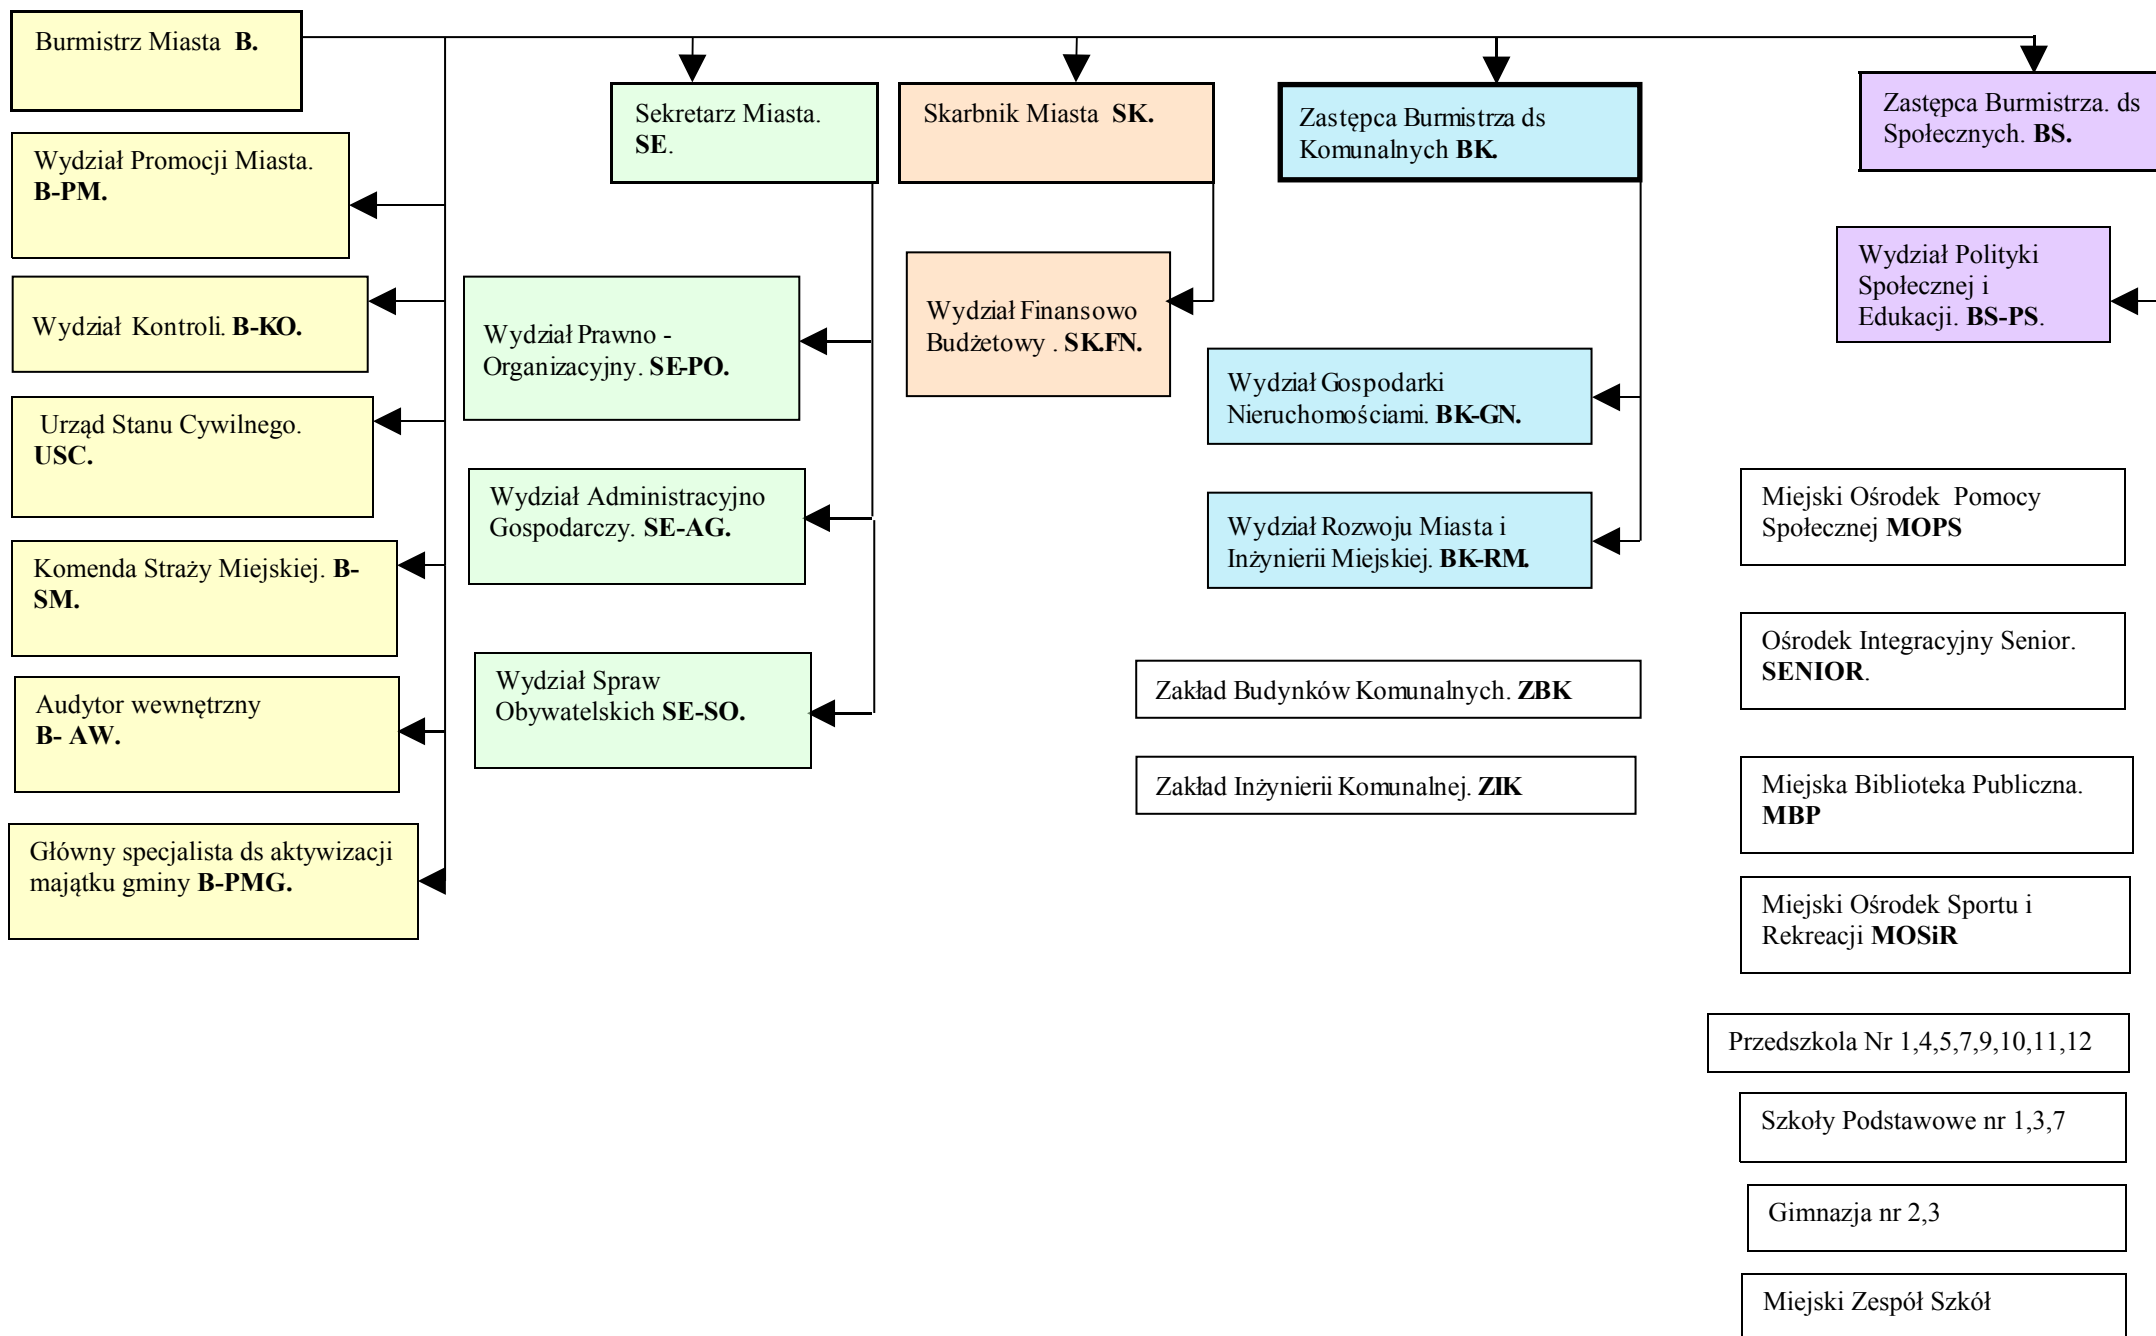 Burmistrz Miasta B.
Wydział Promocji Miasta.
B-PM.
Wydział Kontroli. B-KO.
Urząd Stanu Cywilnego.
USC.
Komenda Straży Miejskiej. B-
SM.
Audytor wewnętrzny
B- AW.
Główny specjalista ds aktywizacji
majątku gminy B-PMG.
Sekretarz Miasta.
SE.
Wydział Prawno -
Organizacyjny. SE-PO.
Wydział Administracyjno
Gospodarczy. SE-AG.
Wydział Spraw
Obywatelskich SE-SO.
Skarbnik Miasta SK.
Wydział Finansowo
Budżetowy . SK.FN.
Zastępca Burmistrza ds
Komunalnych BK.
Wydział Gospodarki
Nieruchomościami. BK-GN.
Wydział Rozwoju Miasta i
Inżynierii Miejskiej. BK-RM.
Zakład Budynków Komunalnych. ZBK
Zakład Inżynierii Komunalnej. ZIK
Zastępca Burmistrza. ds
Społecznych. BS.
Wydział Polityki
Społecznej i
Edukacji. BS-PS.
Miejski Ośrodek Pomocy
Społecznej MOPS
Ośrodek Integracyjny Senior.
SENIOR.
Miejska Biblioteka Publiczna.
MBP
Miejski Ośrodek Sportu i
Rekreacji MOSiR
Przedszkola Nr 1,4,5,7,9,10,11,12
Szkoły Podstawowe nr 1,3,7
Gimnazja nr 2,3
Miejski Zespół Szkół